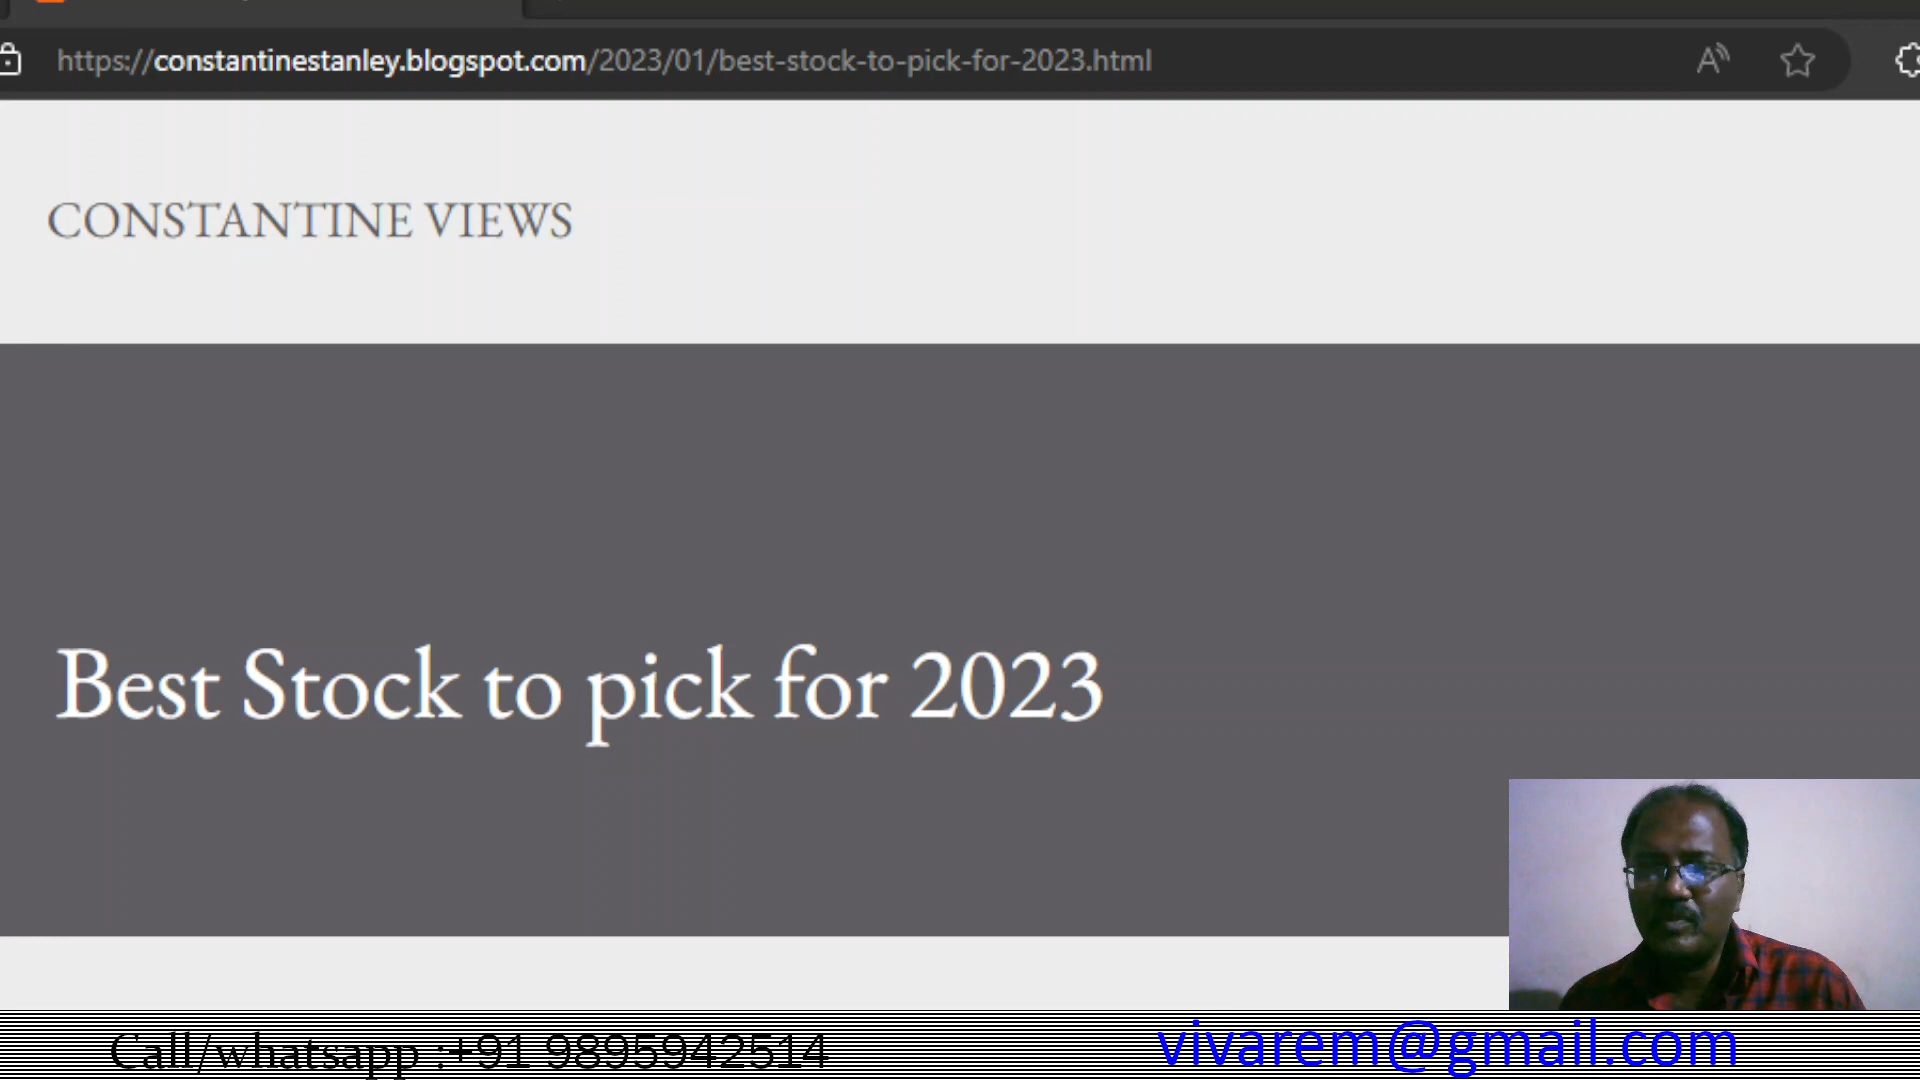 https://constantinestanley.blogspot.com/2023/01/best-stock-to-pick-for-2023.html
CONSTANTINE VIEWS
Best Stock to pick for 2023
Call/whatsapp :+91 9895942514
vivarem@gmail.com